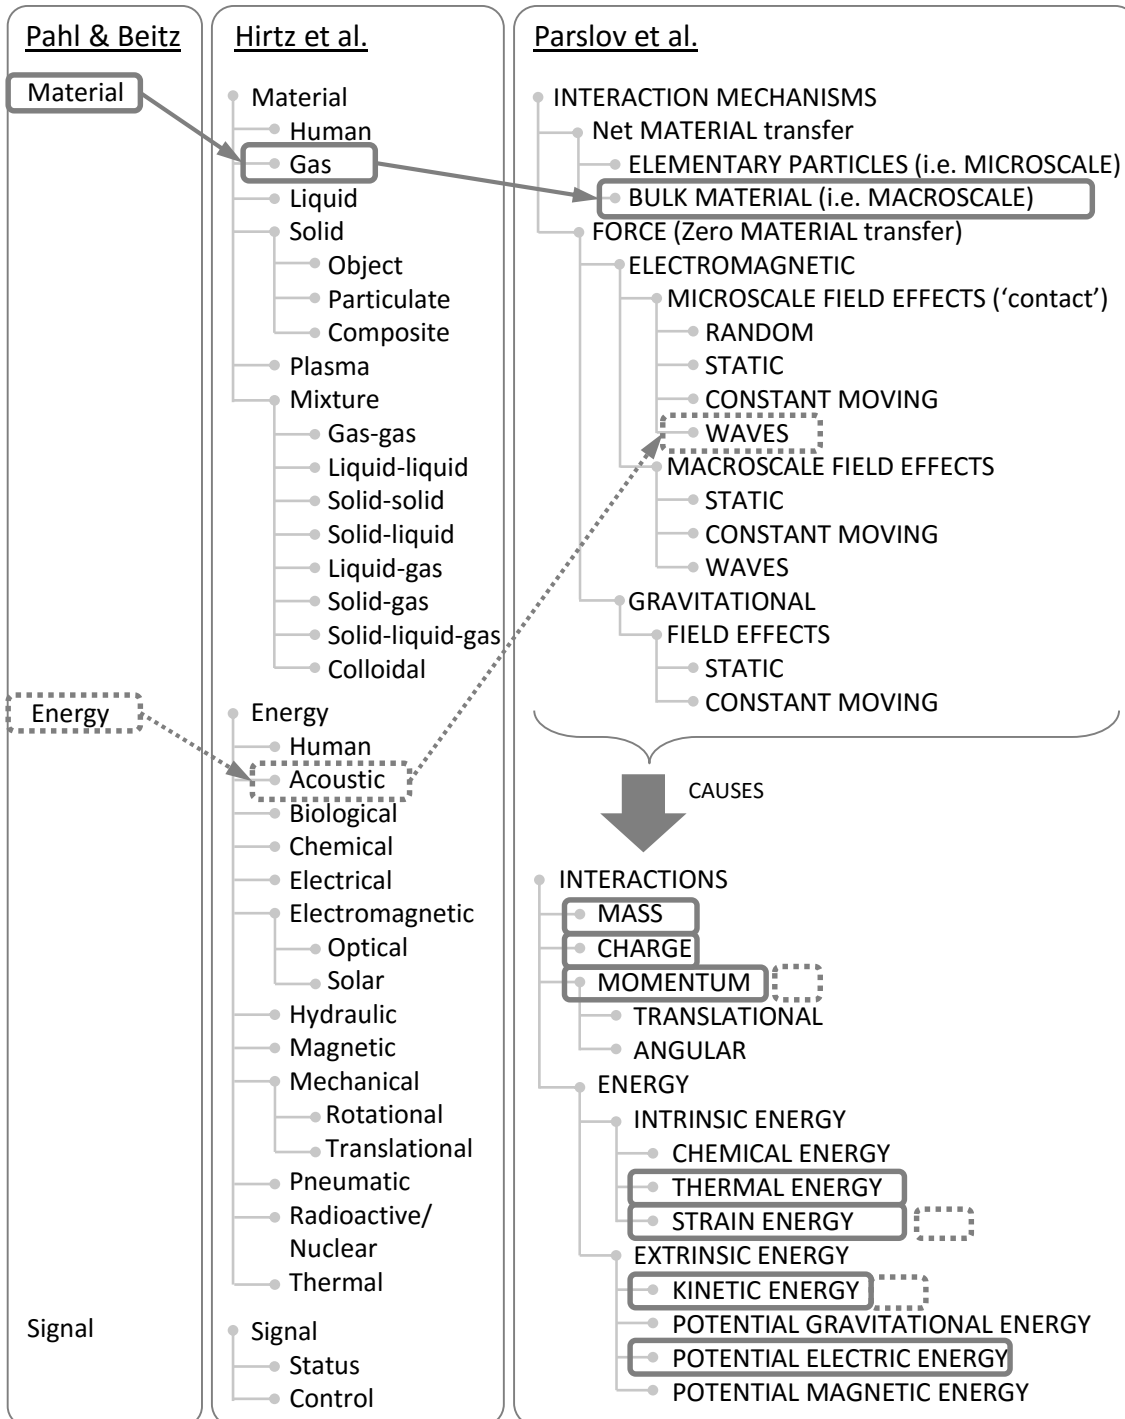 Pahl & Beitz
Material
Energy
Signal
Hirtz et al.
Material
Human
Gas
Liquid
Solid
Object
Particulate
Composite
Plasma
Mixture
Gas-gas
Liquid-liquid
Solid-solid
Solid-liquid
Liquid-gas
Solid-gas
Solid-liquid-gas
Colloidal
Energy
Human
Acoustic
Biological
Chemical
Electrical
Electromagnetic
Optical
Solar
Hydraulic
Magnetic
Mechanical
Rotational
Translational
Pneumatic
Radioactive/
Nuclear
Thermal
Signal
Status
Control
Parslov et al.
INTERACTION MECHANISMS
Net MATERIAL transfer
ELEMENTARY PARTICLES (i.e. MICROSCALE)
BULK MATERIAL (i.e. MACROSCALE)
FORCE (Zero MATERIAL transfer)
ELECTROMAGNETIC
MICROSCALE FIELD EFFECTS (‘contact’)
RANDOM
STATIC
CONSTANT MOVING
WAVES
MACROSCALE FIELD EFFECTS
STATIC
CONSTANT MOVING
WAVES
GRAVITATIONAL
FIELD EFFECTS
STATIC
CONSTANT MOVING
CAUSES
INTERACTIONS
MASS
CHARGE
MOMENTUM
TRANSLATIONAL
ANGULAR
ENERGY
INTRINSIC ENERGY
CHEMICAL ENERGY
THERMAL ENERGY
STRAIN ENERGY
EXTRINSIC ENERGY
KINETIC ENERGY
POTENTIAL GRAVITATIONAL ENERGY
POTENTIAL ELECTRIC ENERGY
POTENTIAL MAGNETIC ENERGY